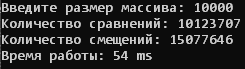 Введите размер массива: 10000
Количество сравнений: 10123707
Количество смещений: 15077646
Время работы: 54 ms